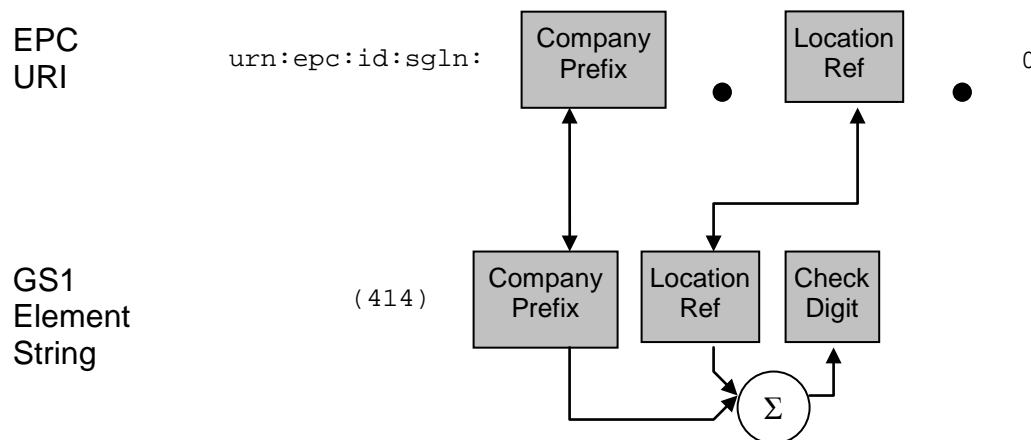 EPC
URI
urn:epc:id:sgln:
Company
Prefix
Location
Ref
0
GS1
Element
String
(414)
Company
Prefix
Location
Ref
Check
Digit
Σ